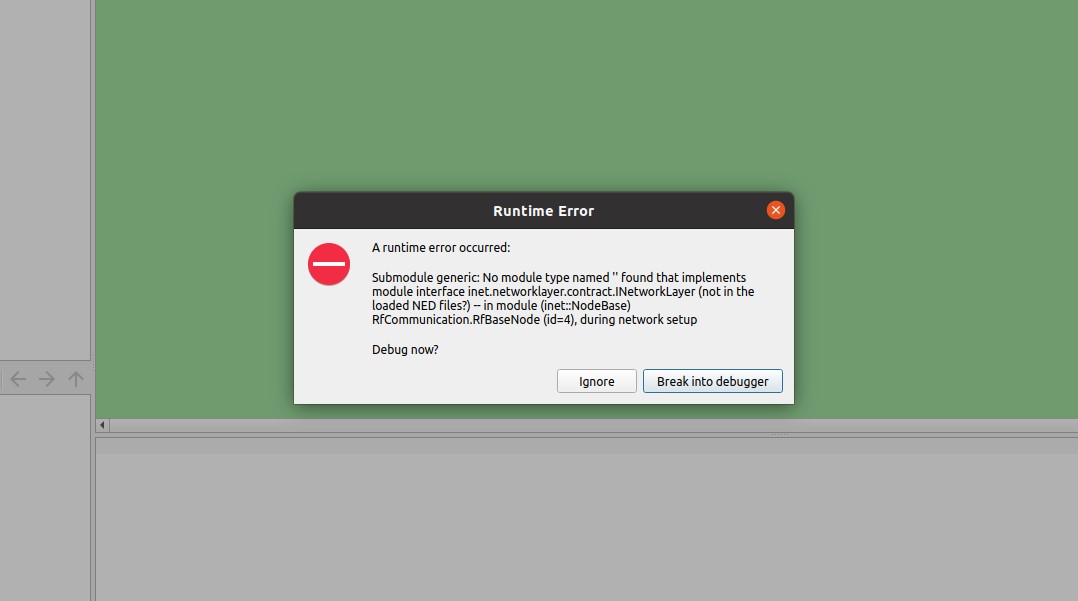 Runtime Error
A runtime error occurred:
Submodule generic: No module type named '' found that implements
module interface inet.networklayer.contract.INetworkLayer (not in the
loaded NED files?) -- in module (inet::NodeBase)
RfCommunication.RfBaseNode (id=4), during network setup
Debug now?
Ignore
Break into debugger